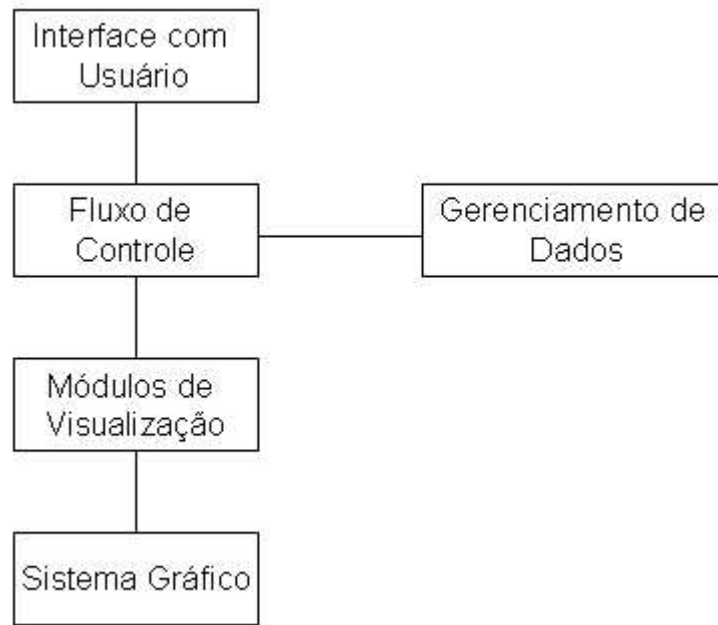 Interface com
Usuário
Fluxo de
Controle
Gerenciamento de
Dados
Módulos de
Visualização
Sistema Gráfico